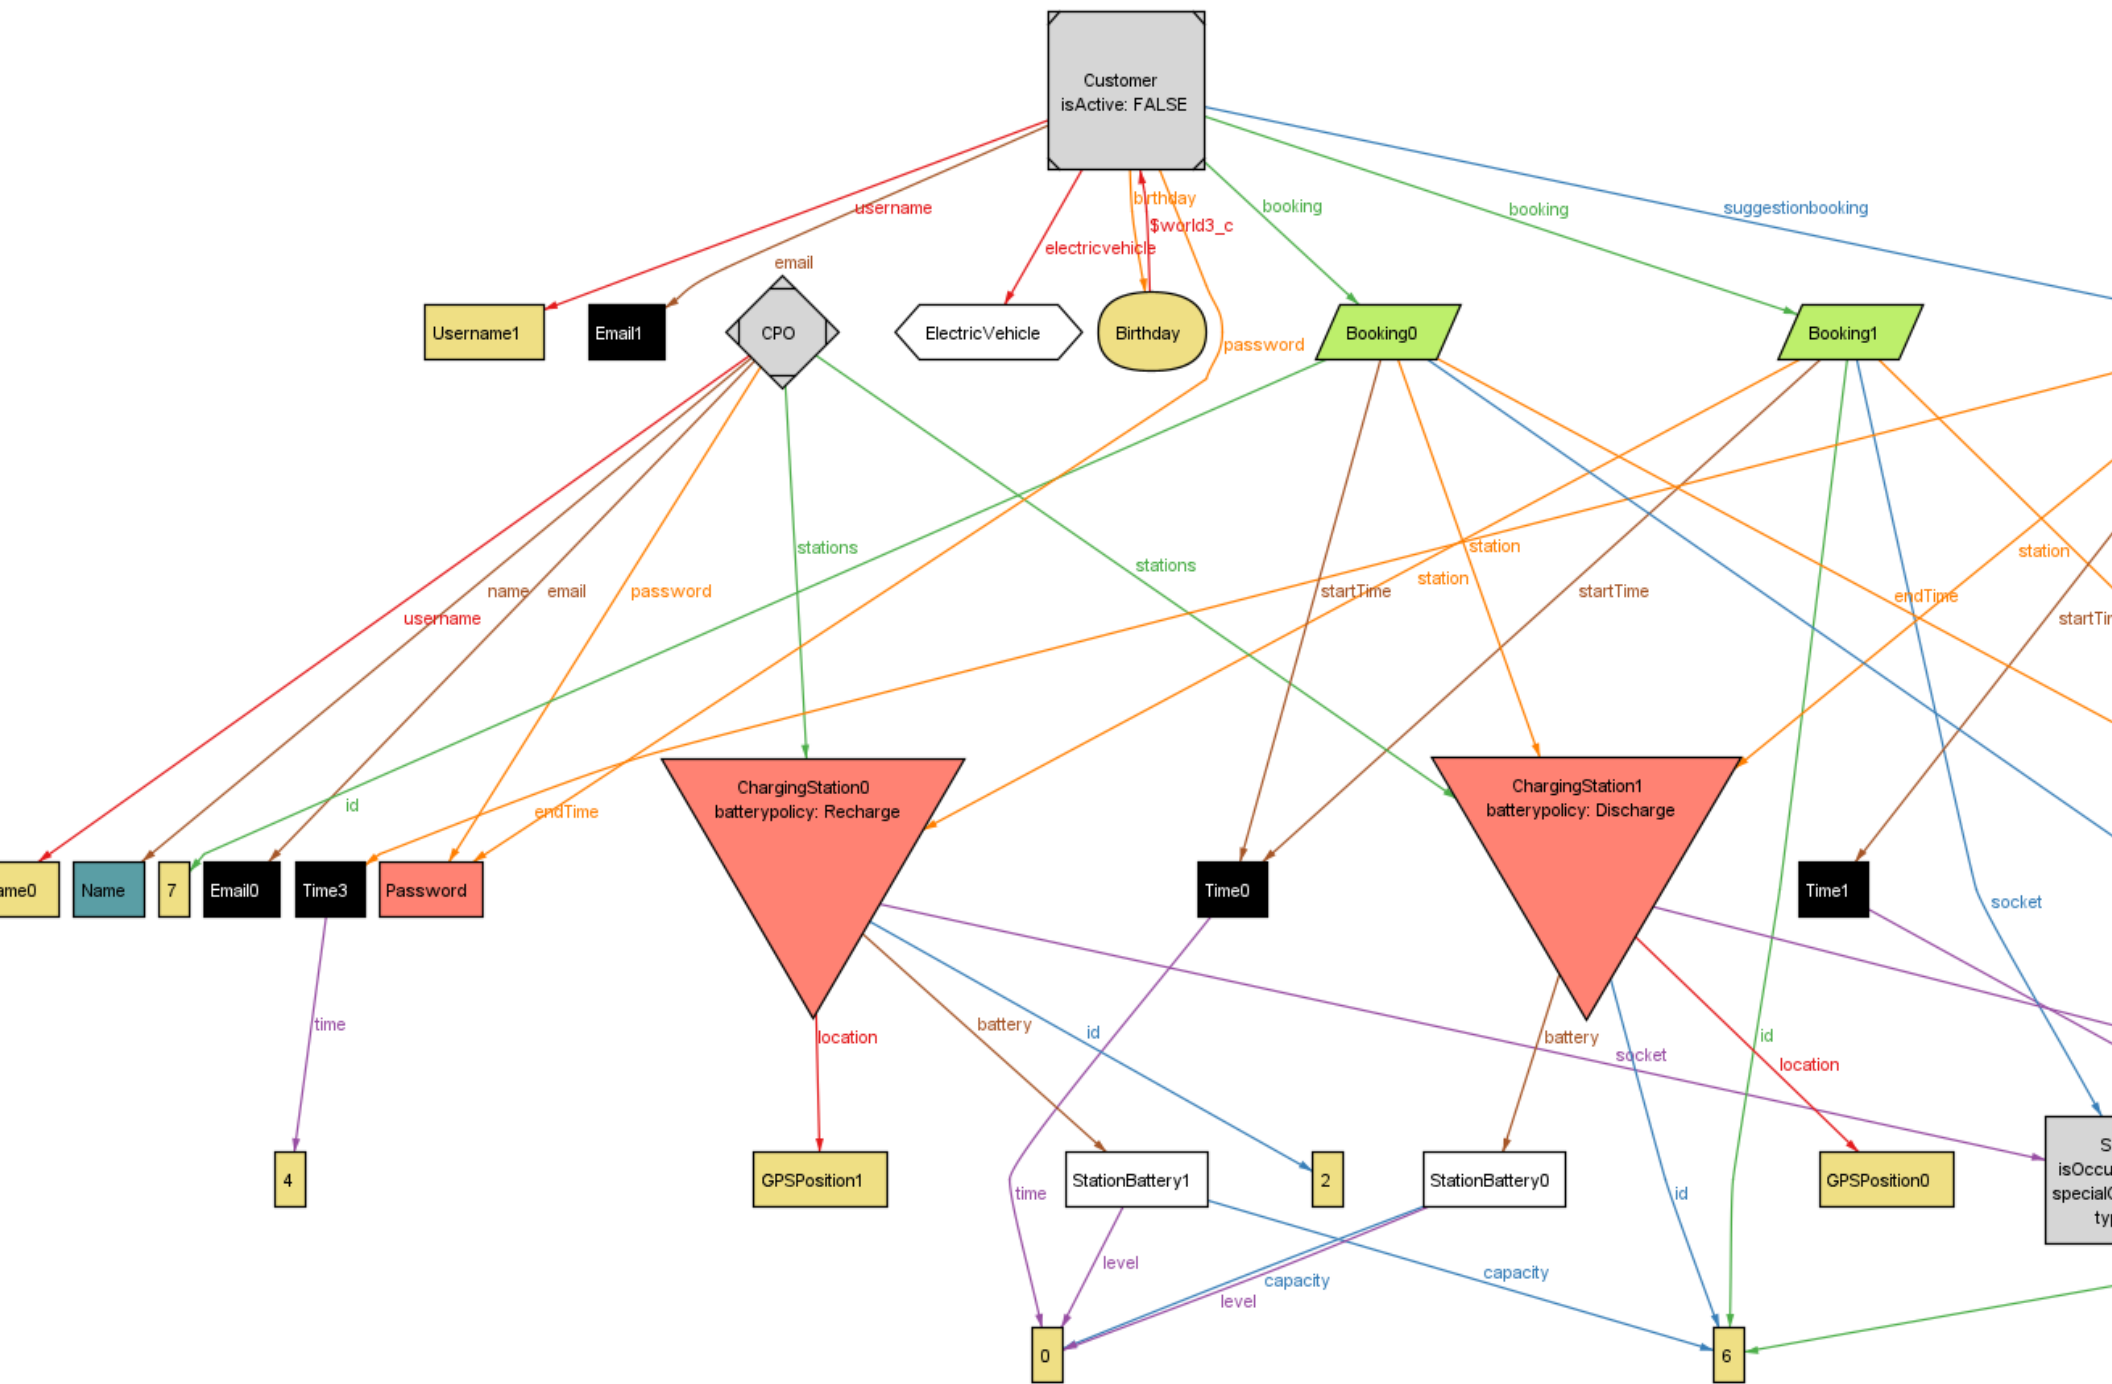 Customer
isActive: FALSE
birthday
username
booking
booking
suggestionbooking
$world3_c
electricvehicle
email
Username1
Email1
CPO
ElectricVehicle
Birthday
Booking0
Booking1
password
stations
station
station
stations
station
name
email
password
startTime
startTime
endTime
username
id
endTime
ChargingStation0
batterypolicy: Recharge
ChargingStation1
batterypolicy: Discharge
Name
7
Email0
Time3
Password
Time0
Time1
socket
time
battery
id
location
battery
id
socket
location
4
GPSPosition1
StationBattery1
2
StationBattery0
GPSPosition0
time
id
level
capacity
capacity
level
0
6